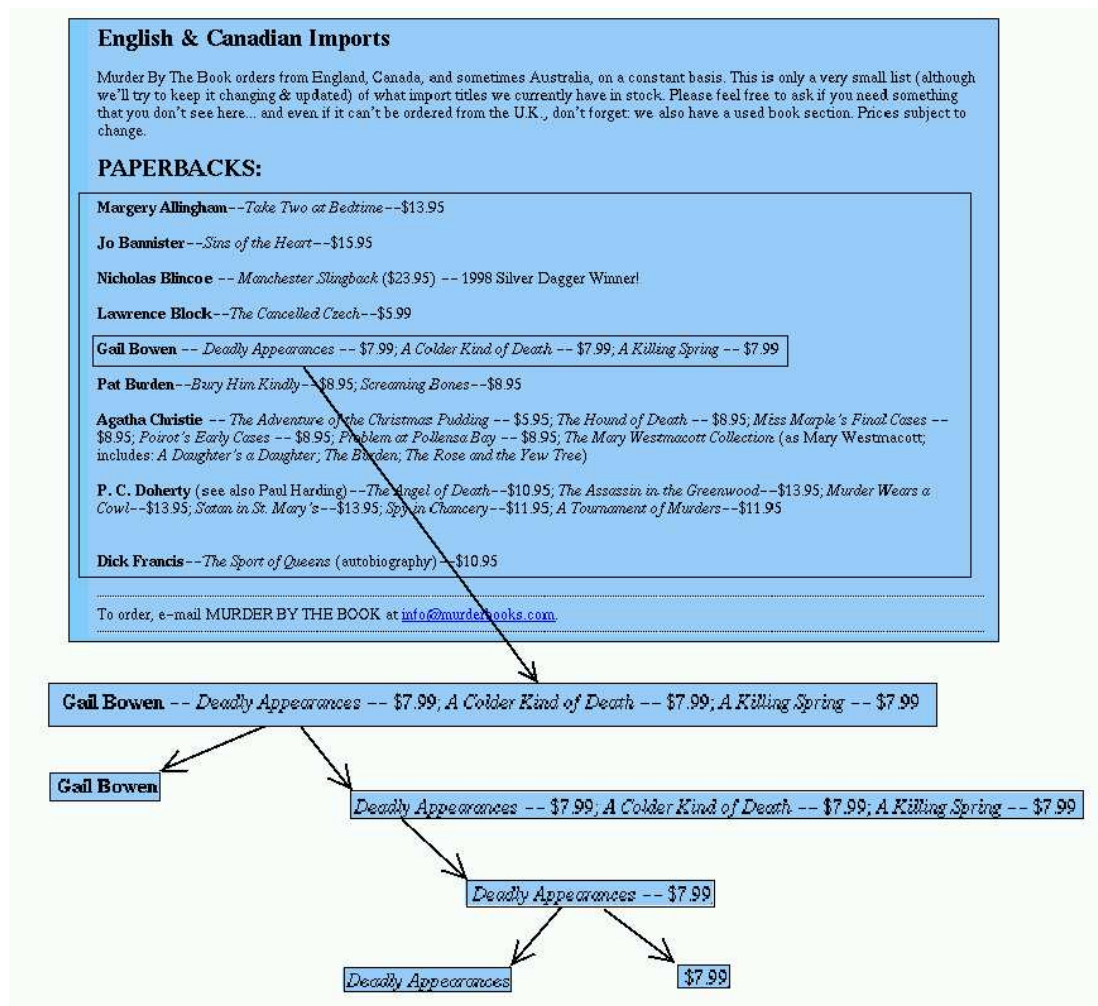 English & Canadian Imports
Murder By The Book orders from England, Canada, and sometimes Australia, on a constant basis. This is only a very small list (although
we'll try to keep it changing & updated) of what import titles we currently have in stock. Please feel free to ask if you need something
that you don't see here... and even if it can't be ordered from the U.K., don't forget: we also have a used book section. Prices subject to
change.
PAPERBACKS:
Margery Allingham--Take Two at Bedtime--$13.95
Jo Bannister--Sins of the Heart--$15.95
Nicholas Blincoe -- Manchester Slingback ($23.95) -- 1998 Silver Dagger Winner!
Lawrence Block--The Cancelled Czech--$5.99
Gail Bowen -- Deadly Appearances -- $7.99; A Colder Kind of Death -- $7.99; A Killing Spring -- $7.99
Pat Burden--Bury Him Kindly--$8.95; Screaming Bones--$8.95
Agatha Christie -- The Adventure of the Christmas Pudding -- $5.95; The Hound of Death -- $8.95; Miss Marple's Final Cases --
$8.95; Poirot's Early Cases -- $8.95; Problem at Pollensa Bay -- $8.95; The Mary Westmacott Collection (as Mary Westmacott;
includes: A Daughter's a Daughter; The Burden; The Rose and the Yew Tree)
P. C. Doherty (see also Paul Harding)--The Angel of Death--$10.95; The Assassin in the Greenwood--$13.95; Murder Wears a
Cowl--$13.95; Satan in St. Mary's--$13.95; Spy in Chancery--$11.95; A Tournament of Murders--$11.95
Dick Francis--The Sport of Queens (autobiography)--$10.95
To order, e-mail MURDER BY THE BOOK at info@murderbooks.com.
Gail Bowen -- Deadly Appearances -- $7.99; A Colder Kind of Death -- $7.99; A Killing Spring -- $7.99
Gail Bowen
Deadly Appearances -- $7.99; A Colder Kind of Death -- $7.99; A Killing Spring -- $7.99
Deadly Appearances -- $7.99
Deadly Appearances
$7.99